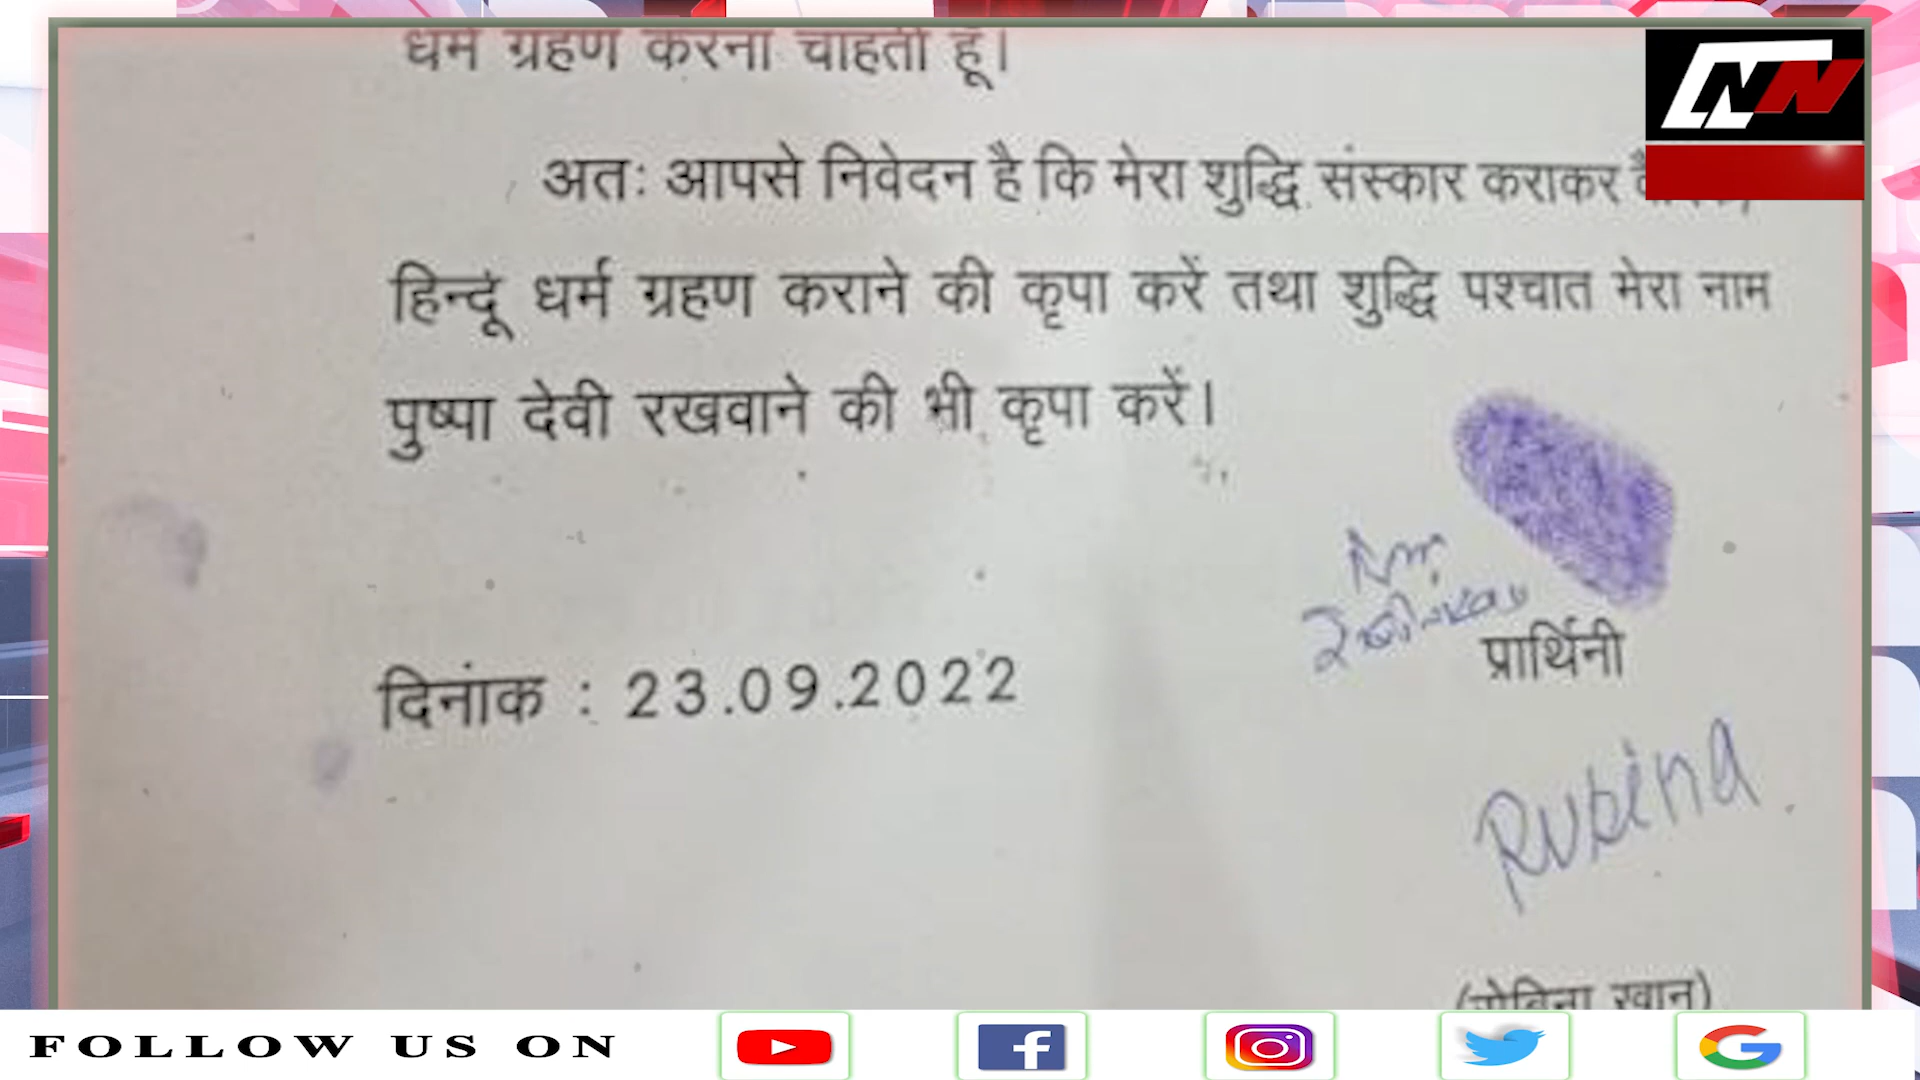 धर्म ग्रहण करना चाहती हूँ।
अतः आपसे निवेदन है कि मेरा शुद्धि संस्कार कराकर
हिन्दूं धर्म ग्रहण कराने की कृपा करें तथा शुद्धि पश्चात मेरा नाम
पुष्पा देवी रखवाने की भी कृपा करें।
दिनांक : 23.09.2022
प्रार्थिनी
Rubina
खान)
FOLLOW US ON